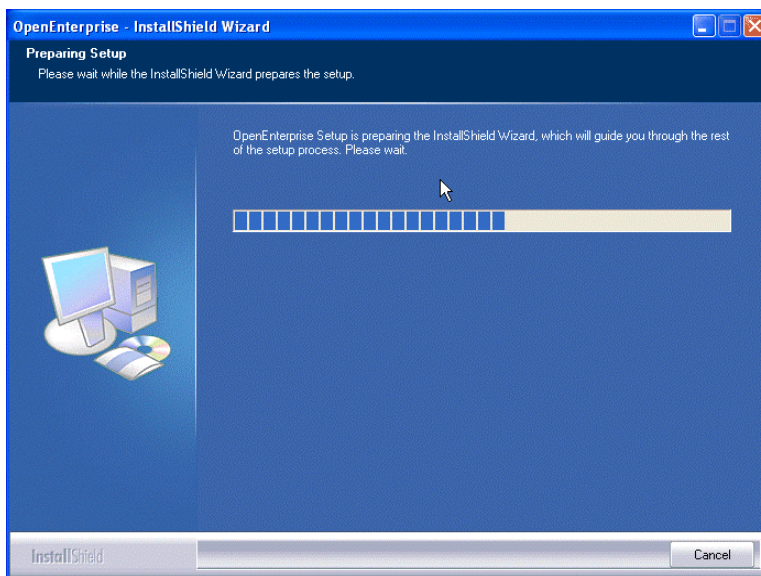 OpenEnterprise - InstallShield Wizard
Preparing Setup
Please wait while the InstallShield Wizard prepares the setup.
OpenEnterprise Setup is preparing the InstallShield Wizard, which will guide you through the rest
of the setup process. Please wait.
InstallShield
Cancel